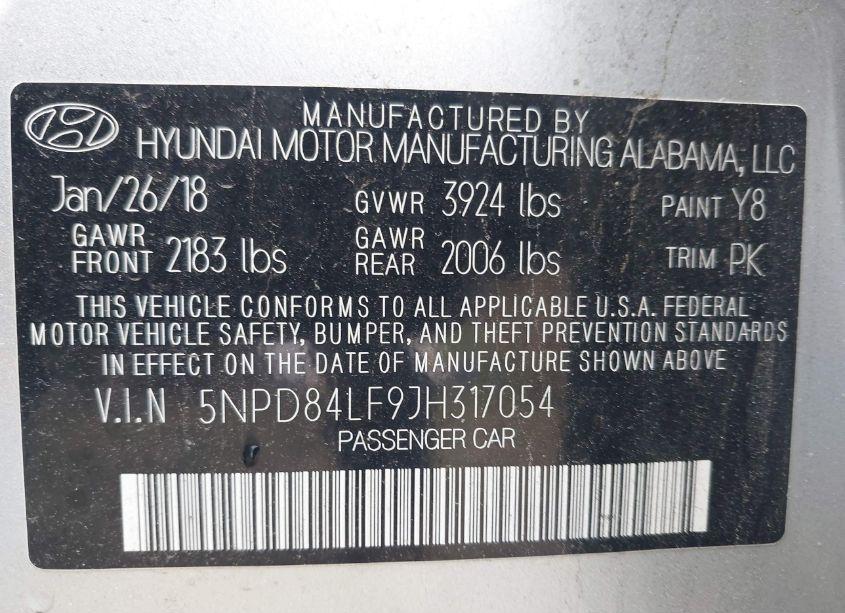 MANUFACTURED BY
HYUNDAI MOTOR MANUFACTURING ALABAMA, LLC
Jan/26/18 GVWR 3924 lbs PAINT Y8
GAWR FRONT 2183 lbs GAWR REAR 2006 lbs TRIM PK
THIS VEHICLE CONFORMS TO ALL APPLICABLE U.S.A. FEDERAL
MOTOR VEHICLE SAFETY, BUMPER, AND THEFT PREVENTION STANDARDS
IN EFFECT ON THE DATE OF MANUFACTURE SHOWN ABOVE
V.I.N 5NPD84LF9JH317054
PASSENGER CAR